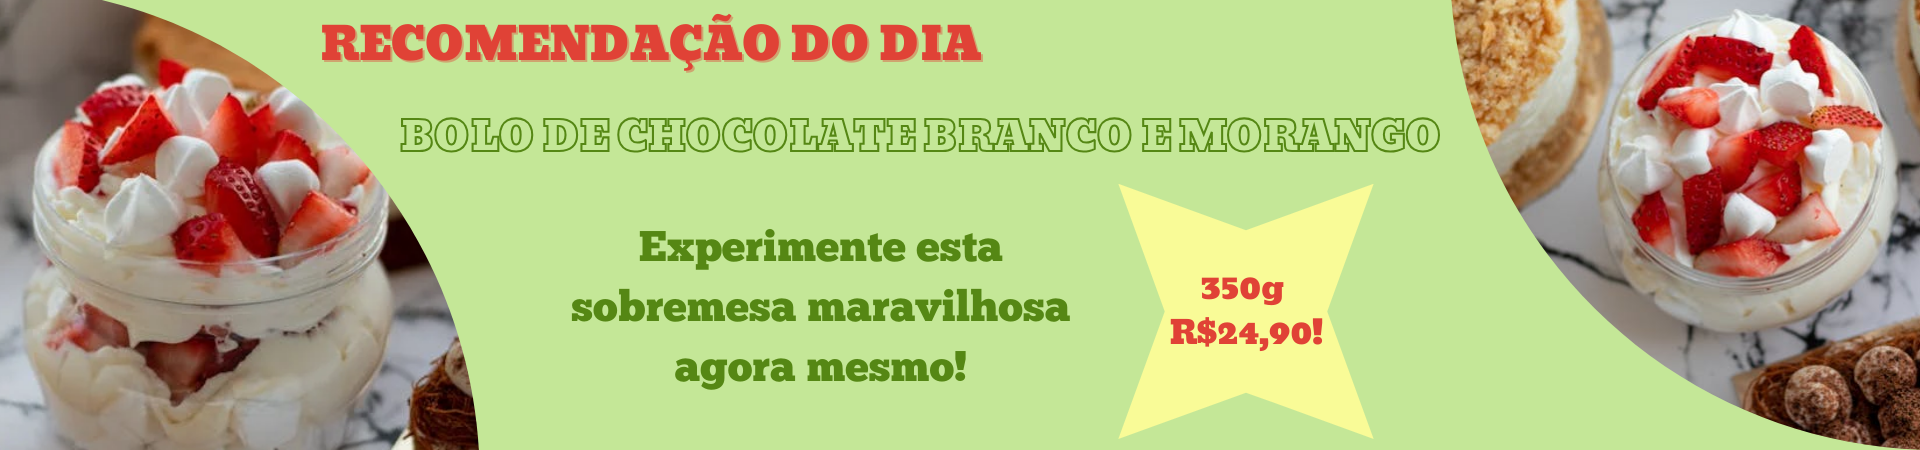 RECOMENDAÇÃO DO DIA
BOLO DE CHOCOLATE BRANCO E MORANGO
Experimente esta
sobremesa maravilhosa
agora mesmo!
350g
R$24,90!